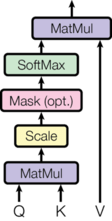 MatMul
SoftMax
Mask (opt.)
Scale
MatMul
Q K V